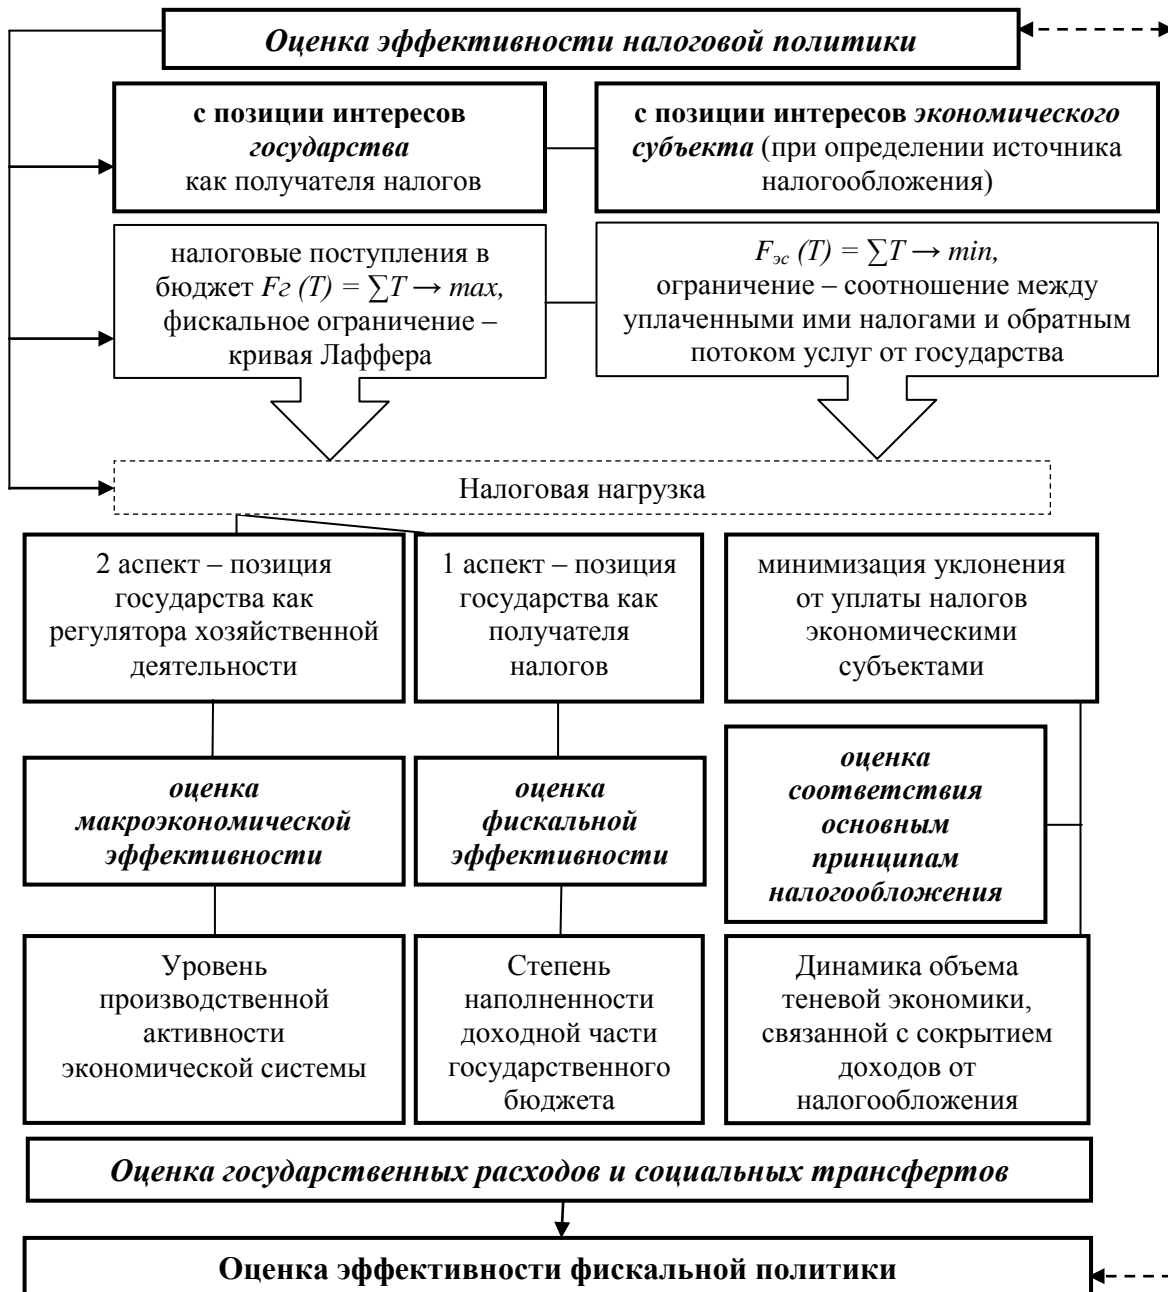 Оценка эффективности налоговой политики
с позиции интересов
государства
как получателя налогов
с позиции интересов экономического
субъекта (при определении источника
налогообложения)
налоговые поступления в
бюджет Fг (T) = ∑T → max,
фискальное ограничение –
кривая Лаффера
Fэс (T) = ∑T → min,
ограничение – соотношение между
уплаченными ими налогами и обратным
потоком услуг от государства
Налоговая нагрузка
2 аспект – позиция
государства как
регулятора хозяйственной
деятельности
1 аспект – позиция
государства как
получателя
налогов
минимизация уклонения
от уплаты налогов
экономическими
субъектами
оценка
макроэкономической
эффективности
оценка
фискальной
эффективности
оценка
соответствия
основным
принципам
налогообложения
Уровень
производственной
активности
экономической системы
Степень
наполненности
доходной части
государственного
бюджета
Динамика объема
теневой экономики,
связанной с сокрытием
доходов от
налогообложения
Оценка государственных расходов и социальных трансфертов
Оценка эффективности фискальной политики